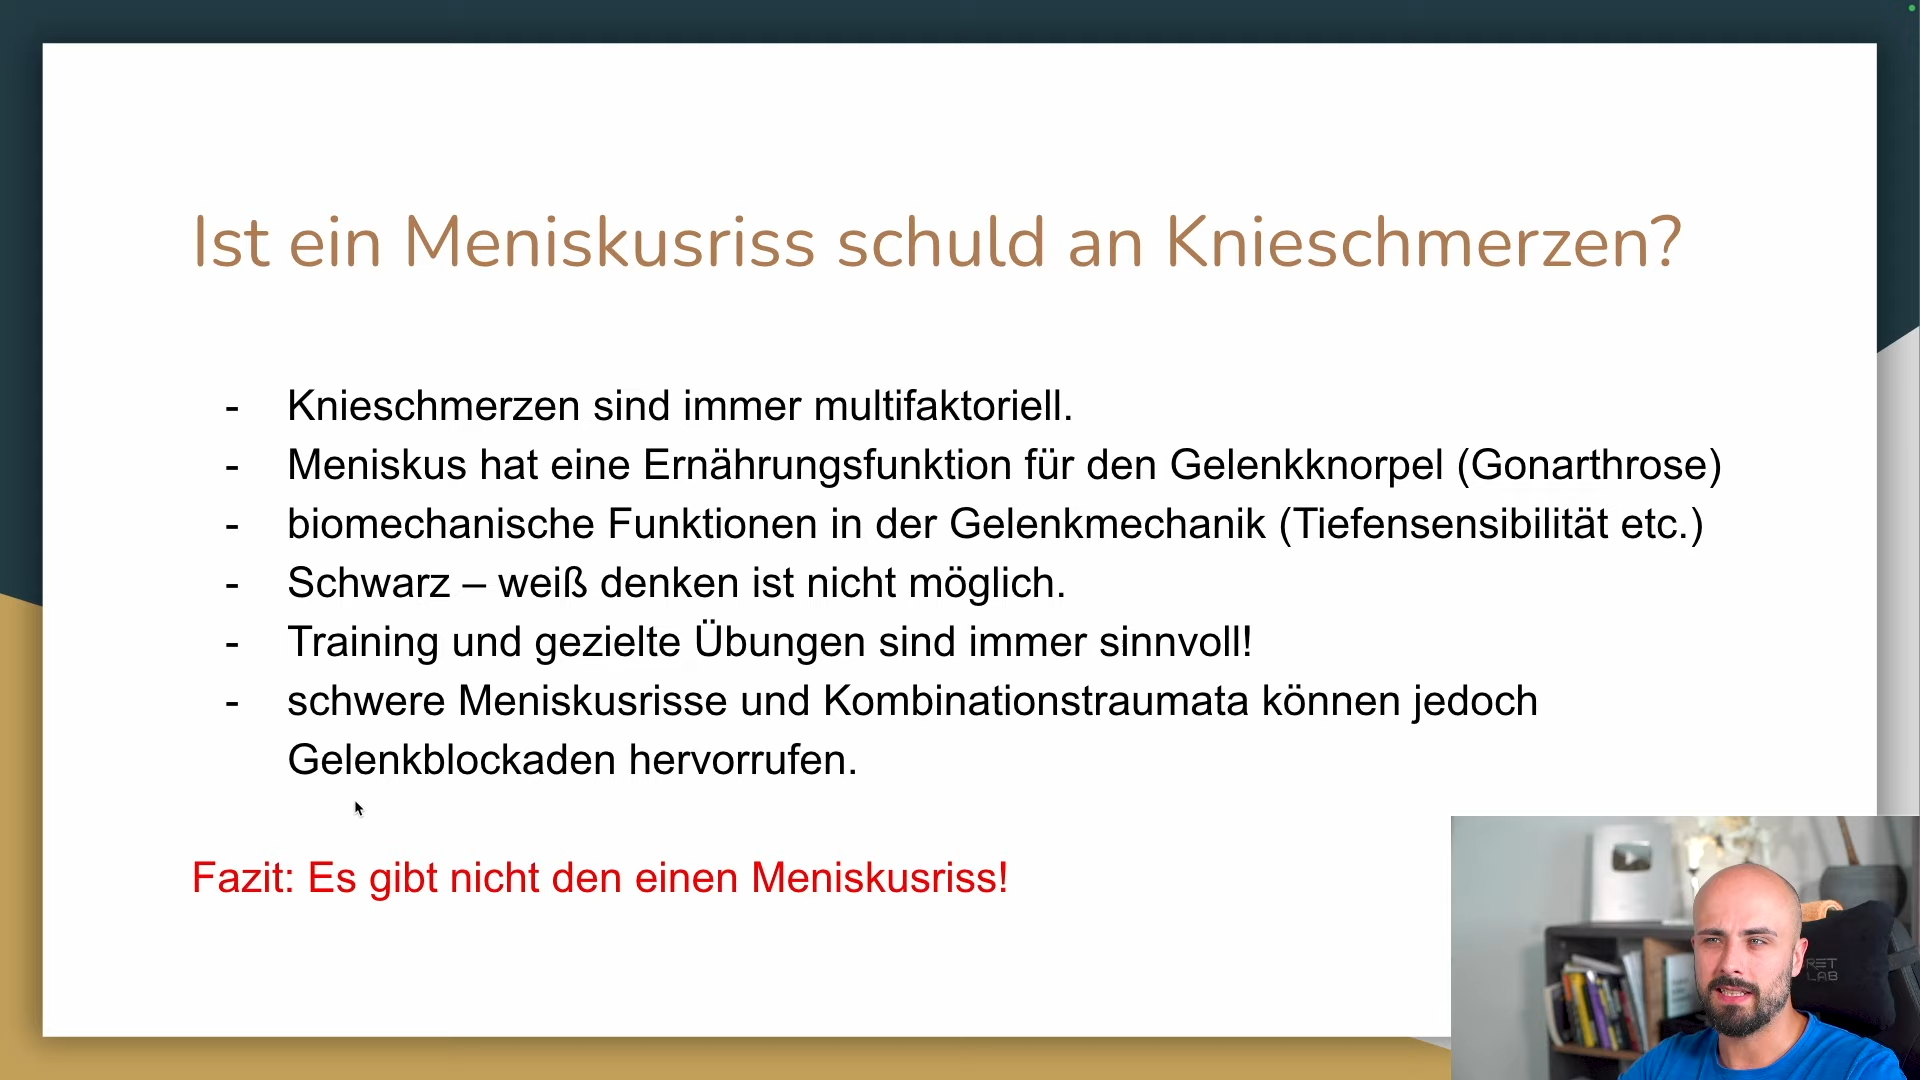 Ist ein Meniskusriss schuld an Knieschmerzen?
- Knieschmerzen sind immer multifaktoriell.
- Meniskus hat eine Ernährungsfunktion für den Gelenkknorpel (Gonarthrose)
- biomechanische Funktionen in der Gelenkmechanik (Tiefensensibilität etc.)
- Schwarz – weiß denken ist nicht möglich.
- Training und gezielte Übungen sind immer sinnvoll!
- schwere Meniskusrisse und Kombinationstraumata können jedoch
Gelenkblockaden hervorrufen.
Fazit: Es gibt nicht den einen Meniskusriss!
RET
LAB